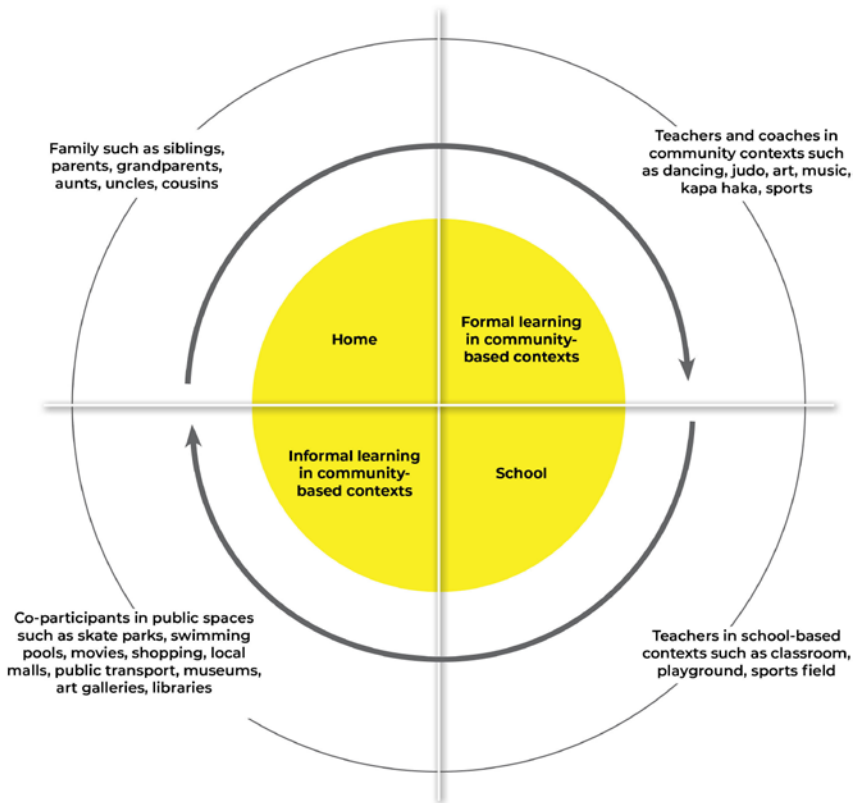 Family such as siblings,
parents, grandparents,
aunts, uncles, cousins
Teachers and coaches in
community contexts such
as dancing, judo, art, music,
kapa haka, sports
Home
Formal learning
in community-
based contexts
Informal learning
in community-
based contexts
School
Co-participants in public spaces
such as skate parks, swimming
pools, movies, shopping, local
malls, public transport, museums,
art galleries, libraries
Teachers in school-based
contexts such as classroom,
playground, sports field